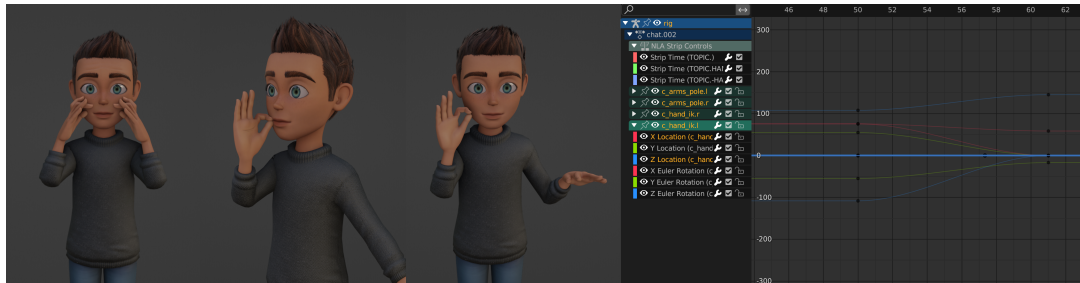 46 48 50 52 54 56 58 60 62
rig
chat.002
NLA Strip Controls
Strip Time (TOPIC.)
Strip Time (TOPIC.HAI
Strip Time (TOPIC.-HA
c_arms_pole.l
c_arms_pole.r
c_hand_ik.r
c_hand_ik.l
X Location (c_hand
Y Location (c_hand
Z Location (c_hand
X Euler Rotation (c
Y Euler Rotation (c
Z Euler Rotation (c
300
200
100
0
-100
-200
-300